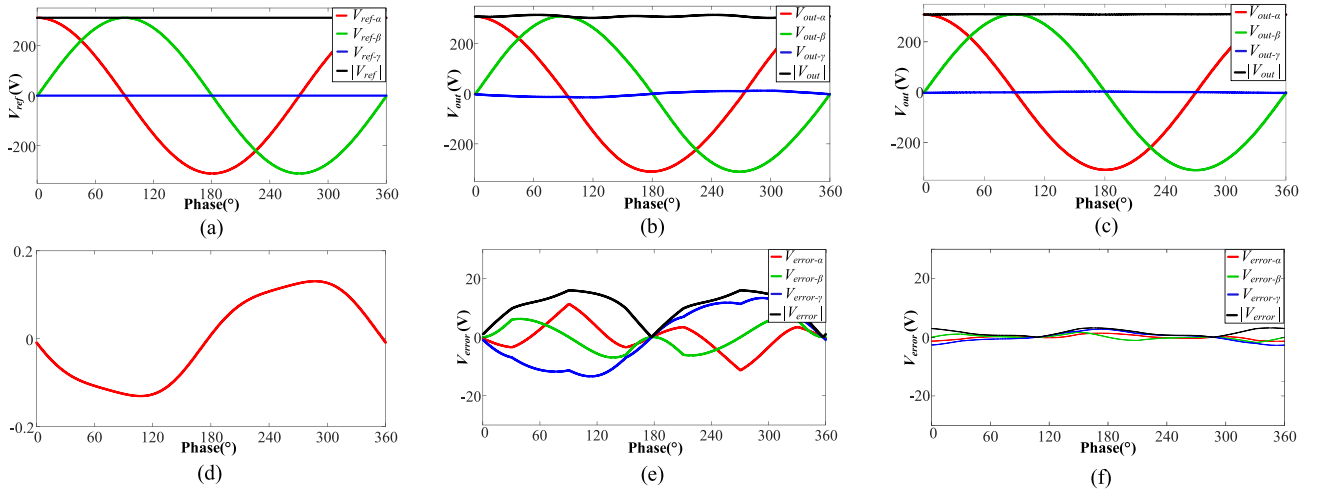 V_ref (V)
200
0
-200
V_ref-α
V_ref-β
V_ref-γ
|V_ref|
0 60 120 180 240 300 360
Phase(°)
(a)
V_out (V)
200
0
-200
V_out-α
V_out-β
V_out-γ
|V_out|
0 60 120 180 240 300 360
Phase(°)
(b)
V_out (V)
200
0
-200
V_out-α
V_out-β
V_out-γ
|V_out|
0 60 120 180 240 300 360
Phase(°)
(c)
0.2
0
-0.2
0 60 120 180 240 300 360
Phase(°)
(d)
V_error (V)
20
0
-20
V_error-α
V_error-β
V_error-γ
|V_error|
0 60 120 180 240 300 360
Phase(°)
(e)
V_error (V)
20
0
-20
V_error-α
V_error-β
V_error-γ
|V_error|
0 60 120 180 240 300 360
Phase(°)
(f)